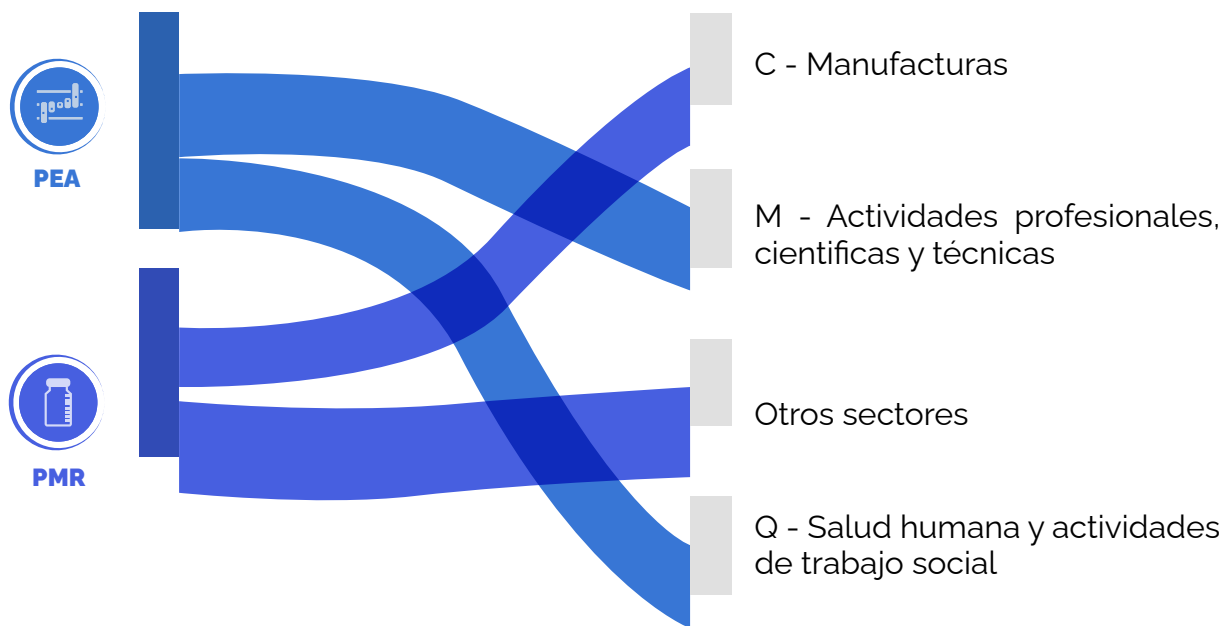 PEA
PMR
C - Manufacturas
M - Actividades profesionales,
cientificas y técnicas
Otros sectores
Q - Salud humana y actividades
de trabajo social